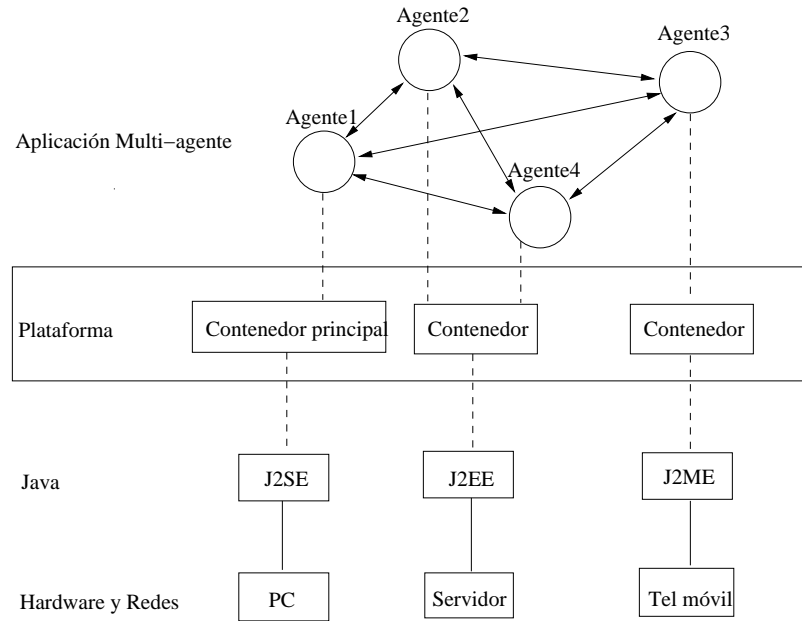 Agente2
Agente3
Agente1
Aplicación Multi−agente
Agente4
Plataforma
Contenedor principal
Contenedor
Contenedor
Java
J2SE
J2EE
J2ME
Hardware y Redes
PC
Servidor
Tel móvil